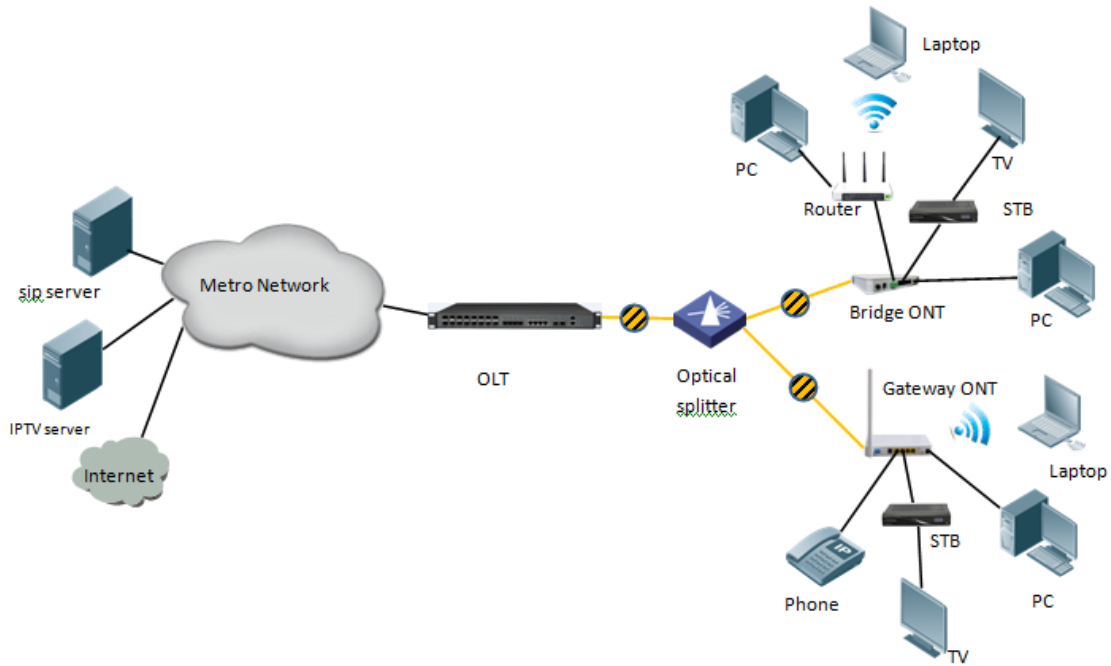 Laptop
PC
TV
Router
STB
sip server
Metro Network
Bridge ONT
PC
OLT
Optical
splitter
Gateway ONT
IPTV server
Internet
Laptop
STB
IP
Phone
PC
TV